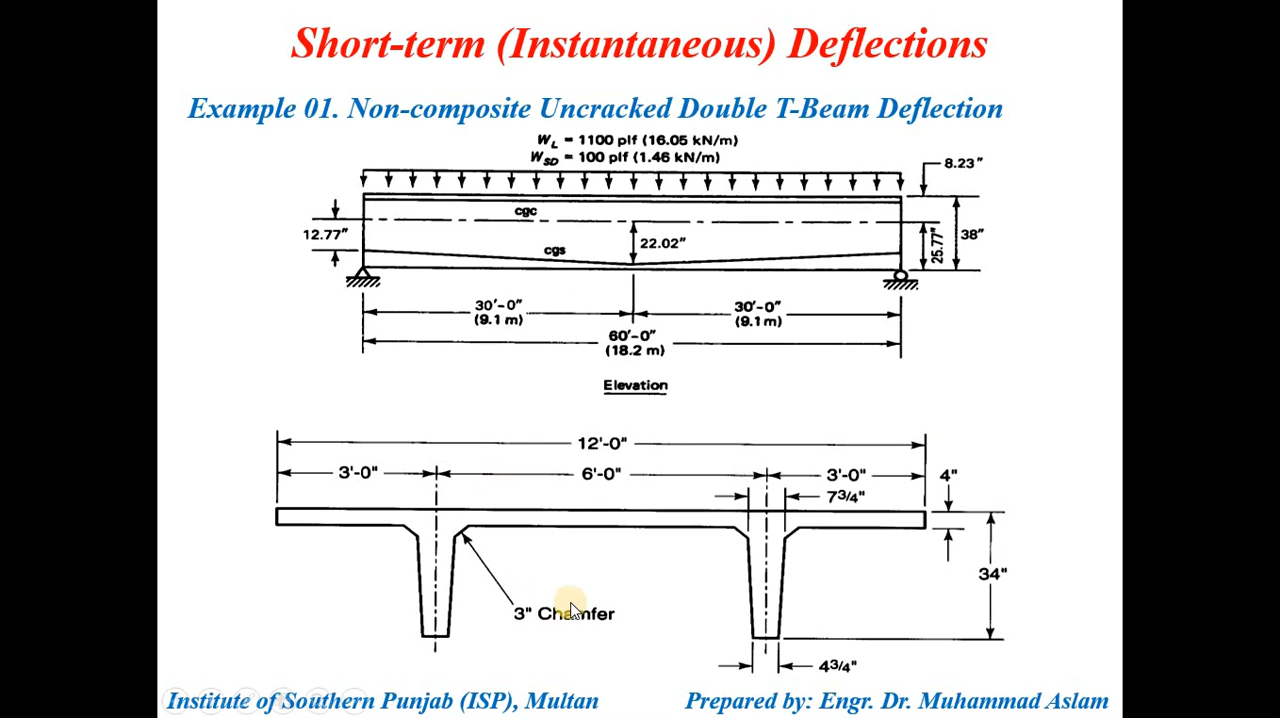 Short-term (Instantaneous) Deflections
Example 01. Non-composite Uncracked Double T-Beam Deflection
W_L = 1100 plf (16.05 kN/m)
W_SD = 100 plf (1.46 kN/m)
8.23"
cgc
12.77"
cgs
22.02"
25.77"
38"
30'-0"
(9.1 m)
30'-0"
(9.1 m)
60'-0"
(18.2 m)
Elevation
12'-0"
3'-0"
6'-0"
3'-0"
4"
7 3/4"
34"
3" Chamfer
4 3/4"
Institute of Southern Punjab (ISP), Multan
Prepared by: Engr. Dr. Muhammad Aslam